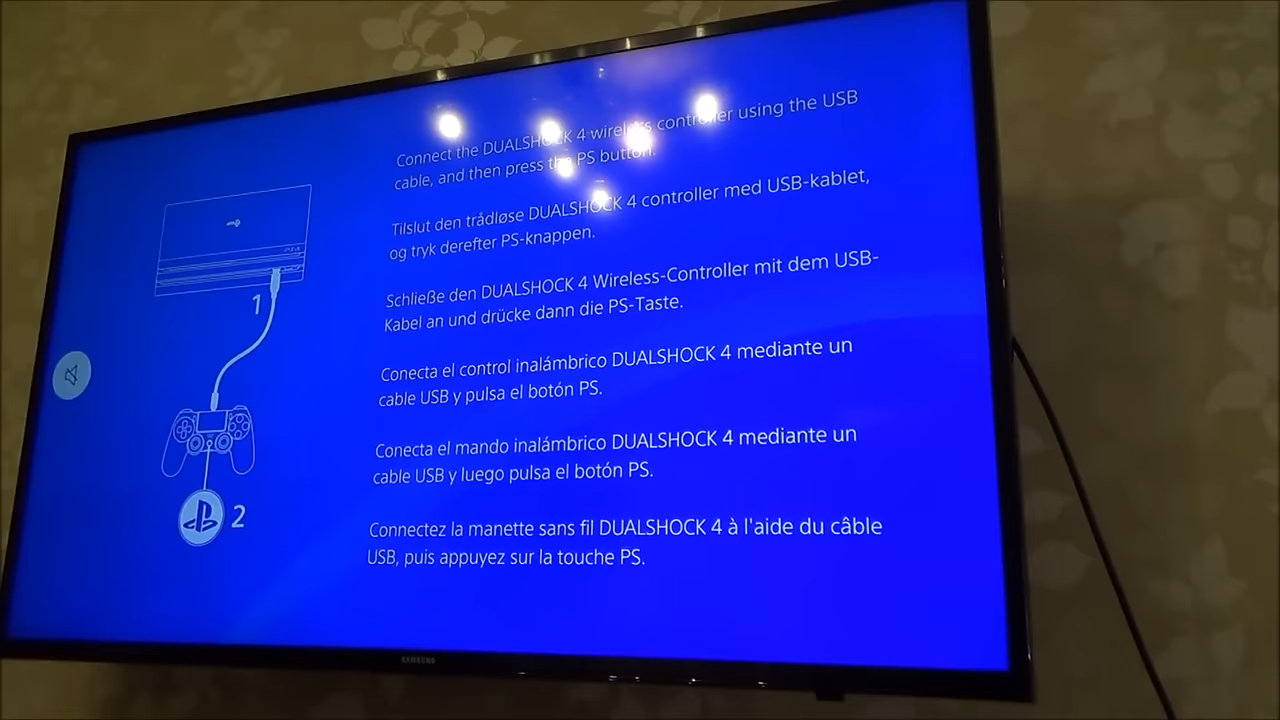 Connect the DUALSHOCK 4 wireless controller using the USB
cable, and then press the PS button.
Tilslut den trådløse DUALSHOCK 4 controller med USB-kablet,
og tryk derefter PS-knappen.
Schließe den DUALSHOCK 4 Wireless-Controller mit dem USB-
Kabel an und drücke dann die PS-Taste.
Conecta el control inalámbrico DUALSHOCK 4 mediante un
cable USB y pulsa el botón PS.
Conecta el mando inalámbrico DUALSHOCK 4 mediante un
cable USB y luego pulsa el botón PS.
Connectez la manette sans fil DUALSHOCK 4 à l'aide du câble
USB, puis appuyez sur la touche PS.
PS4
1
2
SAMSUNG